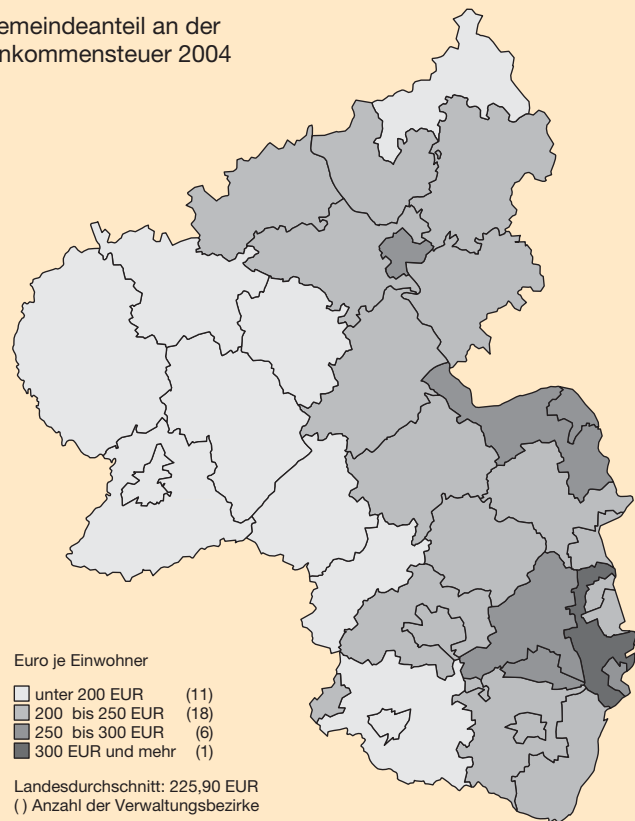 emeindeanteil an der
nkommensteuer 2004
Euro je Einwohner
unter 200 EUR (11)
200 bis 250 EUR (18)
250 bis 300 EUR (6)
300 EUR und mehr (1)
Landesdurchschnitt: 225,90 EUR
( ) Anzahl der Verwaltungsbezirke